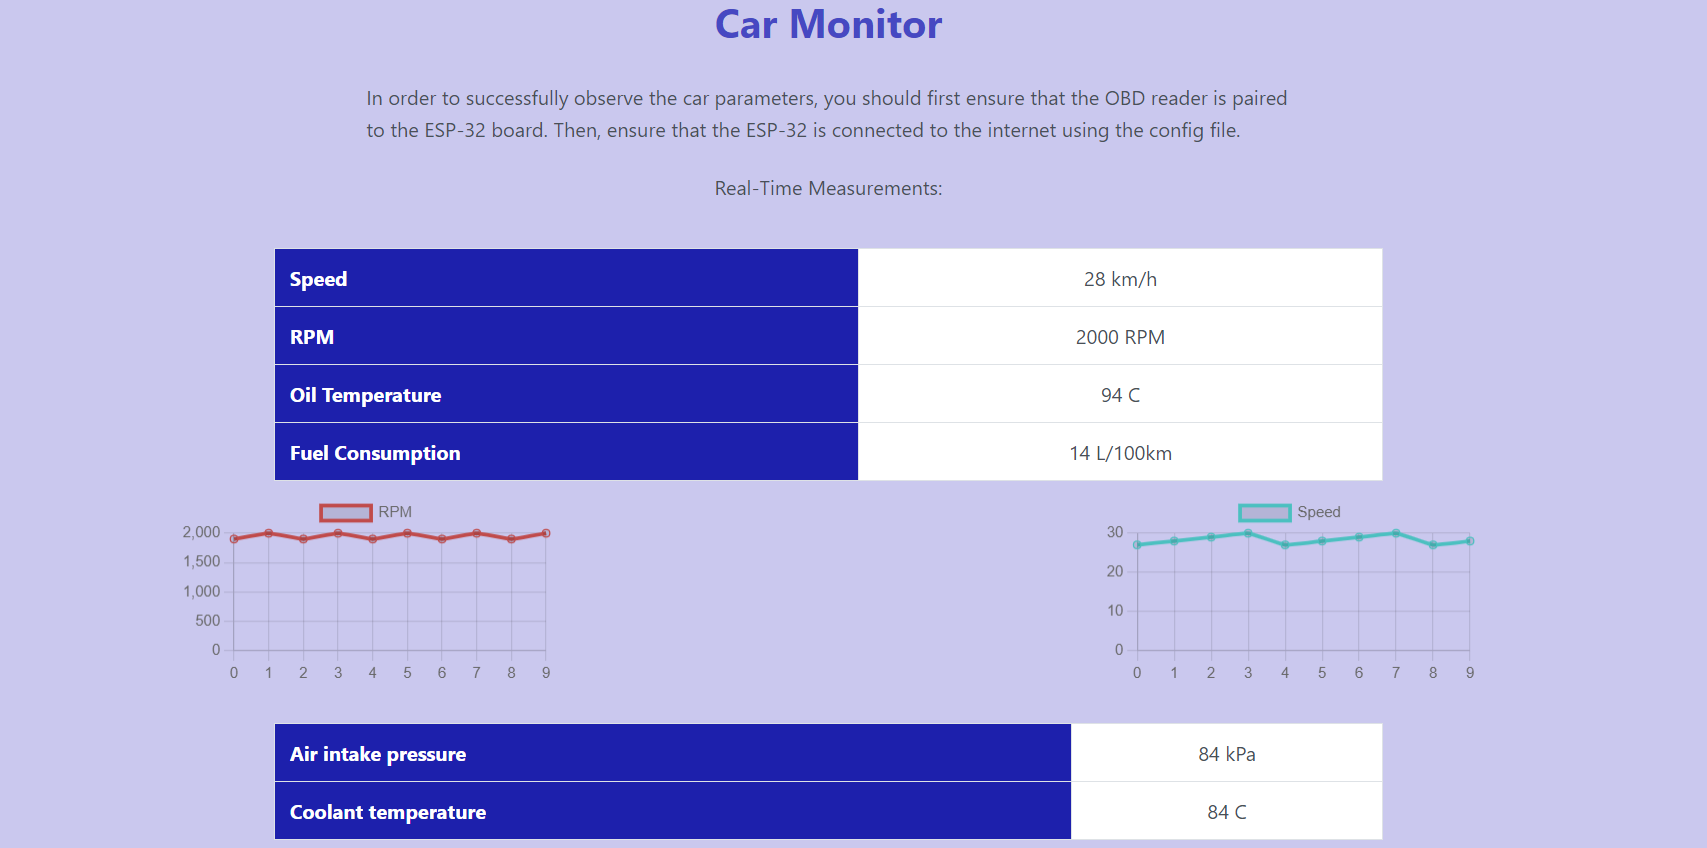 Car Monitor
In order to successfully observe the car parameters, you should first ensure that the OBD reader is paired
to the ESP-32 board. Then, ensure that the ESP-32 is connected to the internet using the config file.
Real-Time Measurements:
Speed 28 km/h
RPM 2000 RPM
Oil Temperature 94 C
Fuel Consumption 14 L/100km
RPM
2,000
1,500
1,000
500
0
0 1 2 3 4 5 6 7 8 9
Speed
30
20
10
0
0 1 2 3 4 5 6 7 8 9
Air intake pressure 84 kPa
Coolant temperature 84 C